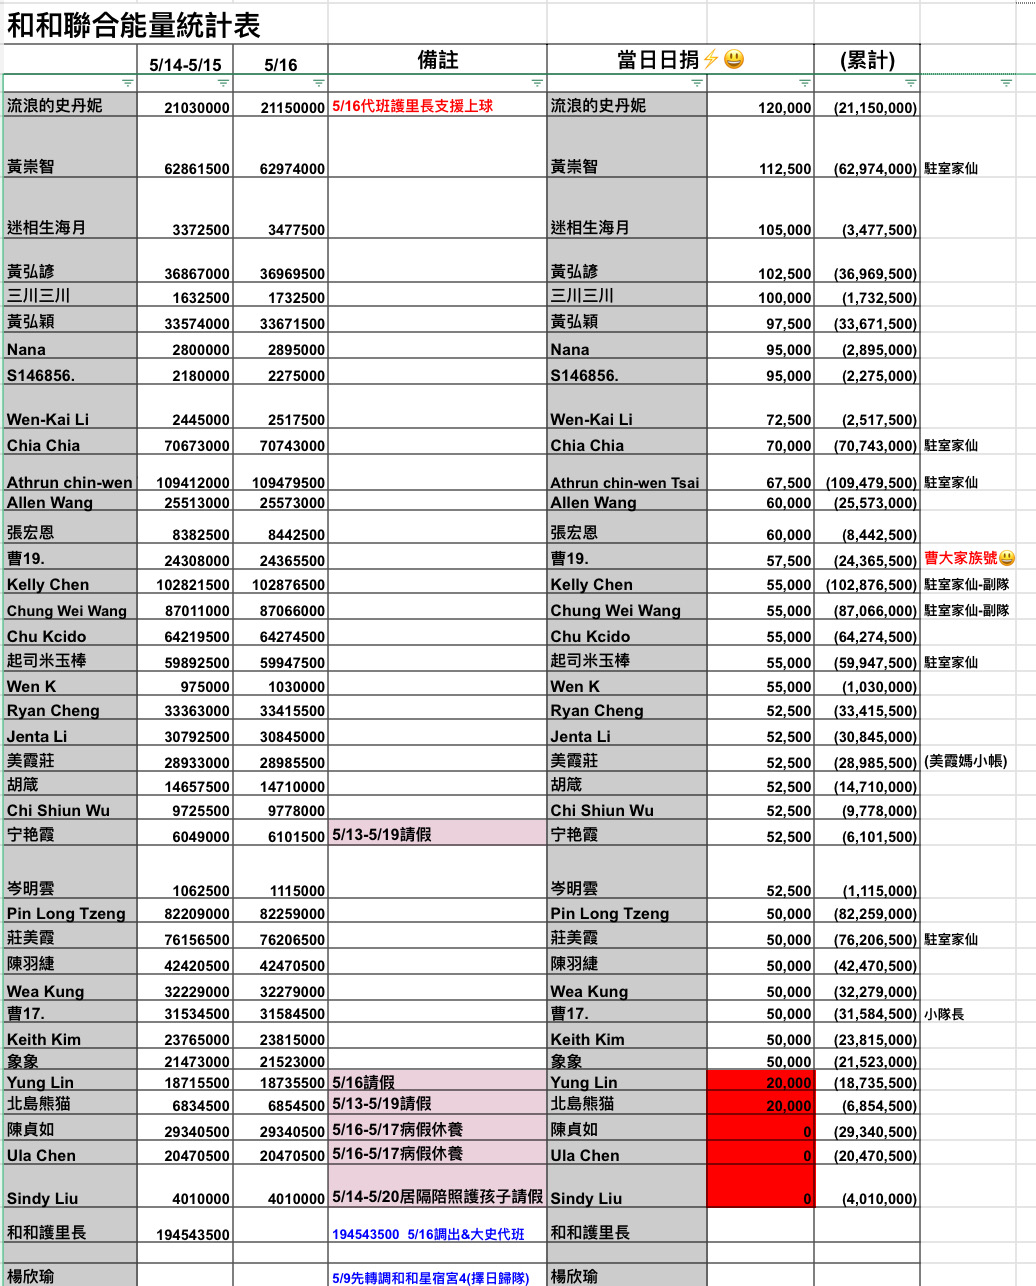 和和聯合能量統計表
5/14-5/15 5/16 備註 當日日捐⚡😃 (累計)
流浪的史丹妮 21030000 21150000 5/16代班護里長支援上球 流浪的史丹妮 120,000 (21,150,000)
黃崇智 62861500 62974000 黃崇智 112,500 (62,974,000) 駐室家仙
迷相生海月 3372500 3477500 迷相生海月 105,000 (3,477,500)
黃弘諺 36867000 36969500 黃弘諺 102,500 (36,969,500)
三川三川 1632500 1732500 三川三川 100,000 (1,732,500)
黃弘穎 33574000 33671500 黃弘穎 97,500 (33,671,500)
Nana 2800000 2895000 Nana 95,000 (2,895,000)
S146856. 2180000 2275000 S146856. 95,000 (2,275,000)
Wen-Kai Li 2445000 2517500 Wen-Kai Li 72,500 (2,517,500)
Chia Chia 70673000 70743000 Chia Chia 70,000 (70,743,000) 駐室家仙
Athrun chin-wen 109412000 109479500 Athrun chin-wen Tsai 67,500 (109,479,500) 駐室家仙
Allen Wang 25513000 25573000 Allen Wang 60,000 (25,573,000)
張宏恩 8382500 8442500 張宏恩 60,000 (8,442,500)
曹19. 24308000 24365500 曹19. 57,500 (24,365,500) 曹大家族號😃
Kelly Chen 102821500 102876500 Kelly Chen 55,000 (102,876,500) 駐室家仙-副隊
Chung Wei Wang 87011000 87066000 Chung Wei Wang 55,000 (87,066,000) 駐室家仙-副隊
Chu Kcido 64219500 64274500 Chu Kcido 55,000 (64,274,500)
起司米玉棒 59892500 59947500 起司米玉棒 55,000 (59,947,500) 駐室家仙
Wen K 975000 1030000 Wen K 55,000 (1,030,000)
Ryan Cheng 33363000 33415500 Ryan Cheng 52,500 (33,415,500)
Jenta Li 30792500 30845000 Jenta Li 52,500 (30,845,000)
美霞莊 28933000 28985500 美霞莊 52,500 (28,985,500) (美霞媽小帳)
胡箴 14657500 14710000 胡箴 52,500 (14,710,000)
Chi Shiun Wu 9725500 9778000 Chi Shiun Wu 52,500 (9,778,000)
宁艳霞 6049000 6101500 5/13-5/19請假 宁艳霞 52,500 (6,101,500)
岑明雲 1062500 1115000 岑明雲 52,500 (1,115,000)
Pin Long Tzeng 82209000 82259000 Pin Long Tzeng 50,000 (82,259,000)
莊美霞 76156500 76206500 莊美霞 50,000 (76,206,500) 駐室家仙
陳羽緁 42420500 42470500 陳羽緁 50,000 (42,470,500)
Wea Kung 32229000 32279000 Wea Kung 50,000 (32,279,000)
曹17. 31534500 31584500 曹17. 50,000 (31,584,500) 小隊長
Keith Kim 23765000 23815000 Keith Kim 50,000 (23,815,000)
象象 21473000 21523000 象象 50,000 (21,523,000)
Yung Lin 18715500 18735500 5/16請假 Yung Lin 20,000 (18,735,500)
北島熊猫 6834500 6854500 5/13-5/19請假 北島熊猫 20,000 (6,854,500)
陳貞如 29340500 29340500 5/16-5/17病假休養 陳貞如 0 (29,340,500)
Ula Chen 20470500 20470500 5/16-5/17病假休養 Ula Chen 0 (20,470,500)
Sindy Liu 4010000 4010000 5/14-5/20居隔陪照護孩子請假 Sindy Liu 0 (4,010,000)
和和護里長 194543500 194543500 5/16調出&大史代班 和和護里長
楊欣瑜 5/9先轉調和和星宿宮4(擇日歸隊) 楊欣瑜